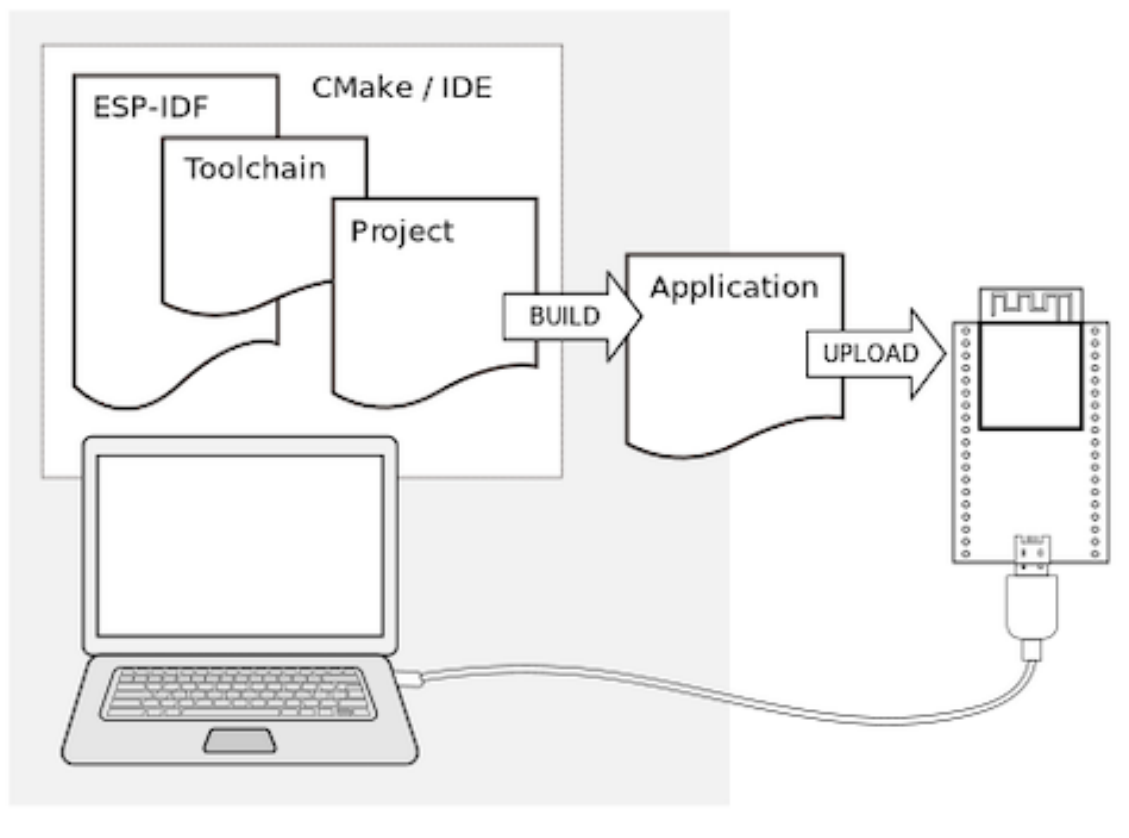 CMake / IDE
ESP-IDF
Toolchain
Project
BUILD
Application
UPLOAD